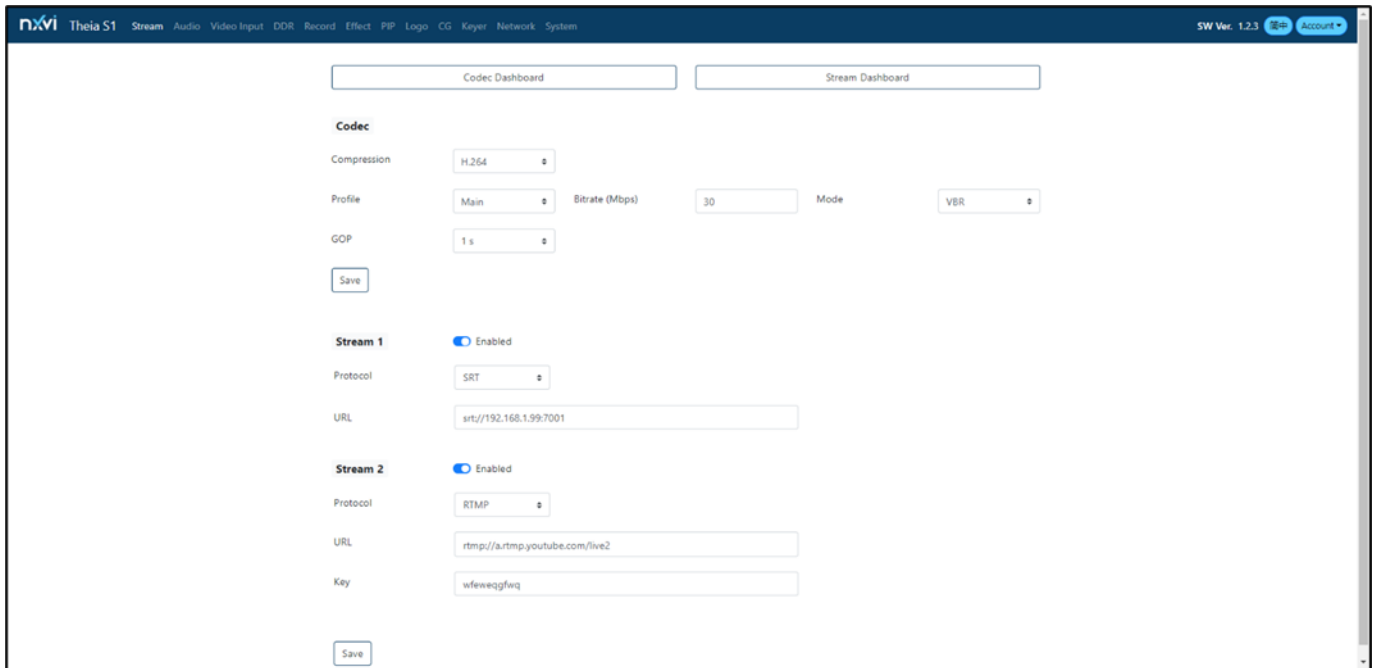 nxvi Theia S1 Stream Audio Video Input DDR Record Effect PIP Logo CG Keyer Network System SW Ver. 1.2.3 简中 Account
Codec Dashboard Stream Dashboard
Codec
Compression H.264
Profile Main Bitrate (Mbps) 30 Mode VBR
GOP 1 s
Save
Stream 1 Enabled
Protocol SRT
URL srt://192.168.1.99:7001
Stream 2 Enabled
Protocol RTMP
URL rtmp://a.rtmp.youtube.com/live2
Key wfeweqgfwq
Save